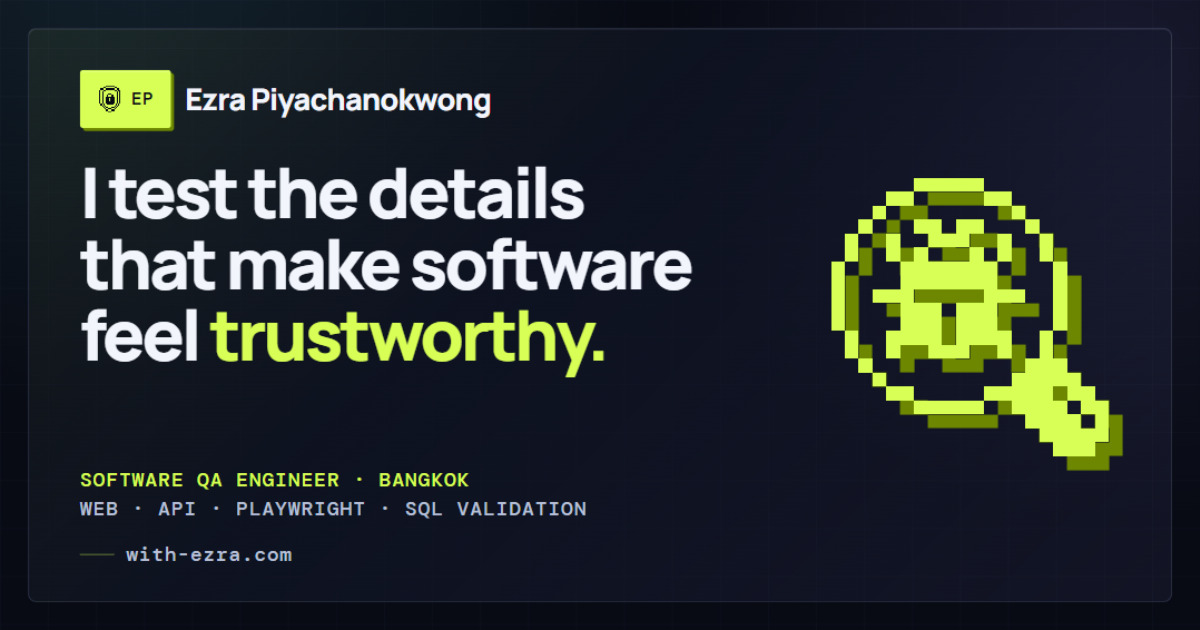 EP
Ezra Piyachanokwong
I test the details
that make software
feel trustworthy.
SOFTWARE QA ENGINEER · BANGKOK
WEB · API · PLAYWRIGHT · SQL VALIDATION
with-ezra.com